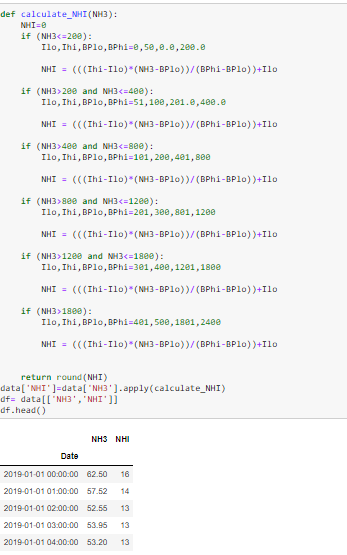 def calculate_NHI(NH3):
NHI=0
if (NH3<=200):
Ilo,Ihi,BPlo,BPhi=0,50,0.0,200.0
NHI = (((Ihi-Ilo)*(NH3-BPlo))/(BPhi-BPlo))+Ilo
if (NH3>200 and NH3<=400):
Ilo,Ihi,BPlo,BPhi=51,100,201.0,400.0
NHI = (((Ihi-Ilo)*(NH3-BPlo))/(BPhi-BPlo))+Ilo
if (NH3>400 and NH3<=800):
Ilo,Ihi,BPlo,BPhi=101,200,401,800
NHI = (((Ihi-Ilo)*(NH3-BPlo))/(BPhi-BPlo))+Ilo
if (NH3>800 and NH3<=1200):
Ilo,Ihi,BPlo,BPhi=201,300,801,1200
NHI = (((Ihi-Ilo)*(NH3-BPlo))/(BPhi-BPlo))+Ilo
if (NH3>1200 and NH3<=1800):
Ilo,Ihi,BPlo,BPhi=301,400,1201,1800
NHI = (((Ihi-Ilo)*(NH3-BPlo))/(BPhi-BPlo))+Ilo
if (NH3>1800):
Ilo,Ihi,BPlo,BPhi=401,500,1801,2400
NHI = (((Ihi-Ilo)*(NH3-BPlo))/(BPhi-BPlo))+Ilo
return round(NHI)
data['NHI']=data['NH3'].apply(calculate_NHI)
df= data[['NH3','NHI']]
df.head()
NH3 NHI
Date
2019-01-01 00:00:00 62.50 16
2019-01-01 01:00:00 57.52 14
2019-01-01 02:00:00 52.55 13
2019-01-01 03:00:00 53.95 13
2019-01-01 04:00:00 53.20 13